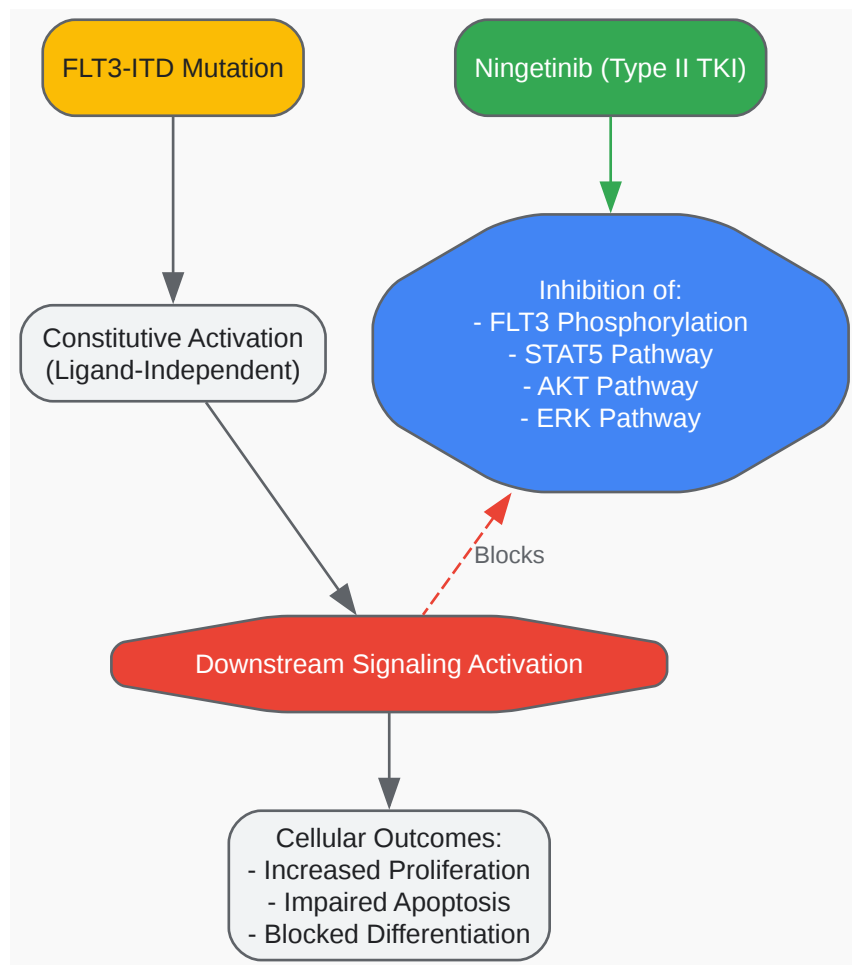 FLT3-ITD Mutation
Ningetinib (Type II TKI)
Inhibition of:
- FLT3 Phosphorylation
- STAT5 Pathway
- AKT Pathway
- ERK Pathway
Constitutive Activation
(Ligand-Independent)
Blocks
Downstream Signaling Activation
Cellular Outcomes:
- Increased Proliferation
- Impaired Apoptosis
- Blocked Differentiation